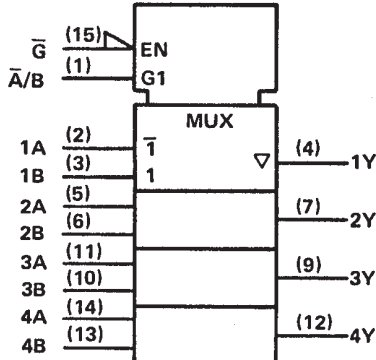 G̅ (15) EN
A̅/B (1) G1
MUX
1A (2) 1̅ (4) 1Y
1B (3) 1 ▽
2A (5) (7) 2Y
2B (6)
3A (11) (9) 3Y
3B (10)
4A (14) (12) 4Y
4B (13)